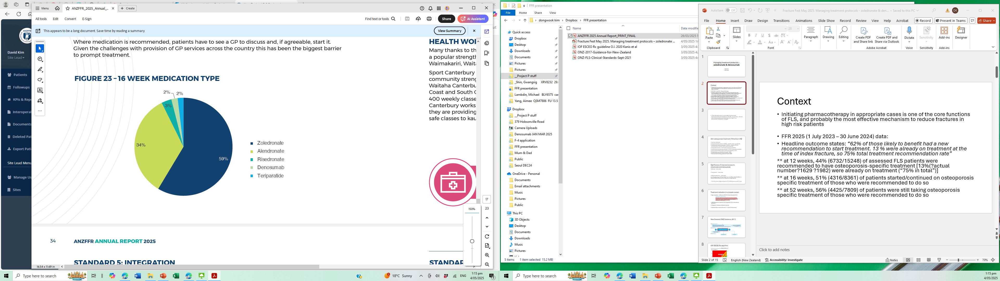 Menu
ANZFFR_2025_Annual_...
Create
All tools
Edit
Convert
E-Sign
Find text or tools
Share
AI Assistant
This appears to be a long document. Save time by reading a summary.
View Summary
ANZFFR
David Kim
Site Lead
Patients
Followups
KPIs & Repo
Interoperab
Documents
Deleted Pat
Export Pati
Site Lead Menu
Manage Us
Sites
Where medication is recommended, patients have to see a GP to discuss and, if agreeable, start it.
Given the challenges with provision of GP services across the country this has been the biggest barrier
to prompt treatment.
FIGURE 23 – 16 WEEK MEDICATION TYPE
2%
2%
3%
34%
59%
Zoledronate
Alendronate
Risedronate
Denosumab
Teriparatide
34
ANZFFR ANNUAL REPORT 2025
STANDARD 5: INTEGRATION
16.54 x 11.69 in
HEALTH WOR
Many thanks to th
a popular strength
Waimakariri, Waita
Sport Canterbury
community streng
Waitaha Canterbu
Coast and South C
400 weekly classe
Canterbury works
they are providing
safe classes to kau
STANDAR
17
23
150%
Type here to search
18°C Sunny
ENG
1:15 pm
4/05/2025
FFR presentation
File
Home
Share
View
dongwook kim
Dropbox
FFR presentation
Quick access
Dropbox
Desktop
Downloads
Documents
Pictures
Pictures
__Project P stuff
_Shin, Gwangsig XRV8232 29.
FFR presentation
Lambdin, Michael BLY6575 car
Yang, Aimee QSM7886 FU 13.5
Dropbox
__Project P stuff
379 Hobsonville Road
Camera Uploads
Denosumab JAN MAR 2025
F-4 application
FFR presentation
Mum & Dad
Public
Seoul DEC24
OneDrive - Personal
Documents
Email attachments
Music
Pictures
Public
This PC
3D Objects
Desktop
Documents
Downloads
Music
Pictures
Name
Date modifie
ANZFFR 2025 Annual Report_PRINT_FINAL
26/03/2025 1
Fracture Fest May 2025. Managing treatment protocols – zoledronate ...
4/05/2025 1:
IOF ESCEO Rx guideline O.I. 2020 Kanis et al
3/05/2025 4:
ONZ-2017-Guidance-for-New-Zealand
3/05/2025 4:
ONZ-FLS-Clinical-Standards-Sept-2021
3/05/2025 4:
5 items
1 item selected 15.2 MB
AutoSave
Off
Fracture Fest May 2025. Managing treatment protocols – zoledronate & den... • Saved to this PC
DK
File
Home
Insert
Draw
Design
Transitions
Animations
Slide Show
Record
Review
View
Help
Acrobat
Record
Present in Teams
Share
Paste
Slides
28
Paragraph
Drawing
Editing
Create PDF
and Share link
Create PDF and
Share via Outlook
Dictate
Sensitivity
Add-ins
Designer
Clipboard
Font
Adobe Acrobat
Voice
Sensitivity
Add-ins
1
Managing treatment protocols –
zoledronate & denosumab
2
Context
3
4
Anti-osteoporosis treatment (Timeline) in NZ
5
Significance of improved access to
zoledronate and denosumab
6
Treatment indication (in a broader sense)
7
New Zealand (ONZ Guidance, 2017)
8
IOF-ESCEO Rx algorithm
Context
• Initiating pharmacotherapy in appropriate cases is one of the core functions
of FLS, and probably the most effective mechanism to reduce fractures in
high risk patients
• FFR 2025 (1 July 2023 – 30 June 2024) data:
• Headline outcome states: “62% of those likely to benefit had a new
recommendation to start treatment. 13 % were already on treatment at the
time of index fracture, so 75% total treatment recommendation rate”
** at 12 weeks, 44% (6732/15248) of assessed FLS patients were
recommended to have osteoporosis-specific treatment [13%(?actual
number?1629 ?1982) were already on treatment (“75% in total”)]
** at 16 weeks, 51% (4316/8361) of patients started/continued on osteoporosis
specific treatment of those who were recommended to do so
** at 52 weeks, 56% (4425/7809) of patients were still taking osteoporosis
specific treatment of those who were recommended to do so
Click to add notes
Slide 2 of 15
English (New Zealand)
Accessibility: Investigate
Notes
70%
Type here to search
1:15 pm
4/05/2025